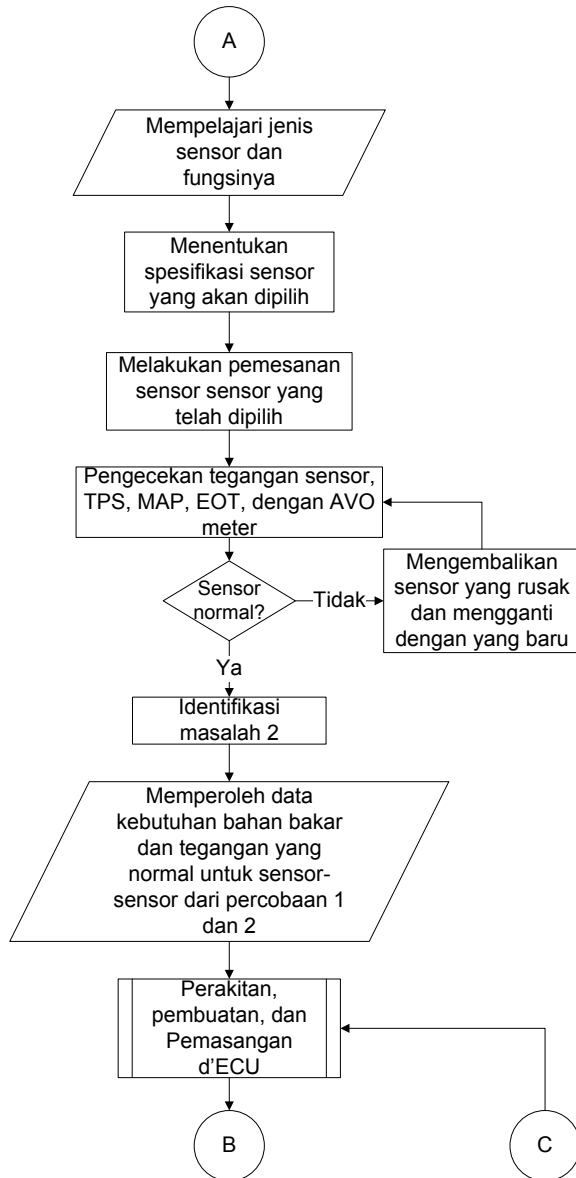 A
Mempelajari jenis
sensor dan
fungsinya
Menentukan
spesifikasi sensor
yang akan dipilih
Melakukan pemesanan
sensor sensor yang
telah dipilih
Pengecekan tegangan sensor,
TPS, MAP, EOT, dengan AVO
meter
Sensor
normal?
Tidak
Mengembalikan
sensor yang rusak
dan mengganti
dengan yang baru
Ya
Identifikasi
masalah 2
Memperoleh data
kebutuhan bahan bakar
dan tegangan yang
normal untuk sensor-
sensor dari percobaan 1
dan 2
Perakitan,
pembuatan, dan
Pemasangan
d’ECU
B
C